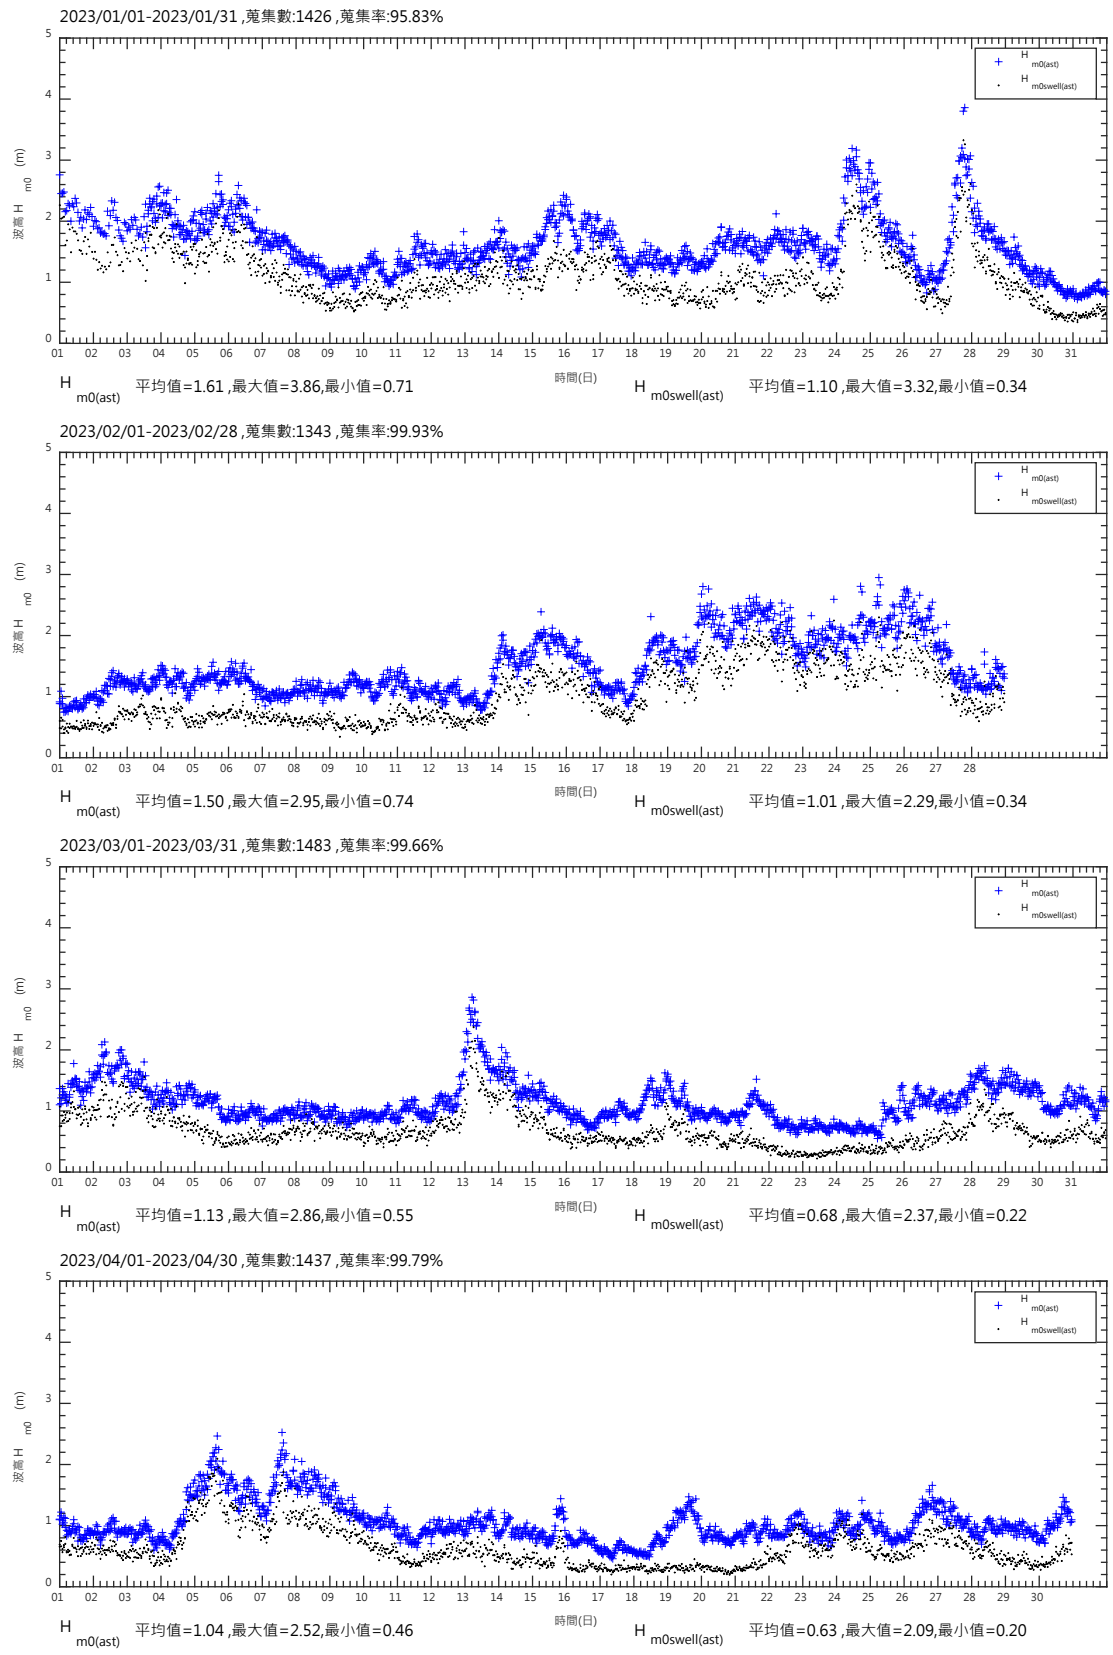 2023/01/01-2023/01/31 ,蒐集數:1426 ,蒐集率:95.83%
5
4
3
2
1
0
波高 H m0 (m)
H m0(ast)
H m0swell(ast)
01 02 03 04 05 06 07 08 09 10 11 12 13 14 15 16 17 18 19 20 21 22 23 24 25 26 27 28 29 30 31
時間(日)
H m0(ast) 平均值=1.61 ,最大值=3.86,最小值=0.71
H m0swell(ast) 平均值=1.10 ,最大值=3.32,最小值=0.34
2023/02/01-2023/02/28 ,蒐集數:1343 ,蒐集率:99.93%
5
4
3
2
1
0
波高 H m0 (m)
H m0(ast)
H m0swell(ast)
01 02 03 04 05 06 07 08 09 10 11 12 13 14 15 16 17 18 19 20 21 22 23 24 25 26 27 28
時間(日)
H m0(ast) 平均值=1.50 ,最大值=2.95,最小值=0.74
H m0swell(ast) 平均值=1.01 ,最大值=2.29,最小值=0.34
2023/03/01-2023/03/31 ,蒐集數:1483 ,蒐集率:99.66%
5
4
3
2
1
0
波高 H m0 (m)
H m0(ast)
H m0swell(ast)
01 02 03 04 05 06 07 08 09 10 11 12 13 14 15 16 17 18 19 20 21 22 23 24 25 26 27 28 29 30 31
時間(日)
H m0(ast) 平均值=1.13 ,最大值=2.86,最小值=0.55
H m0swell(ast) 平均值=0.68 ,最大值=2.37,最小值=0.22
2023/04/01-2023/04/30 ,蒐集數:1437 ,蒐集率:99.79%
5
4
3
2
1
0
波高 H m0 (m)
H m0(ast)
H m0swell(ast)
01 02 03 04 05 06 07 08 09 10 11 12 13 14 15 16 17 18 19 20 21 22 23 24 25 26 27 28 29 30
時間(日)
H m0(ast) 平均值=1.04 ,最大值=2.52,最小值=0.46
H m0swell(ast) 平均值=0.63 ,最大值=2.09,最小值=0.20